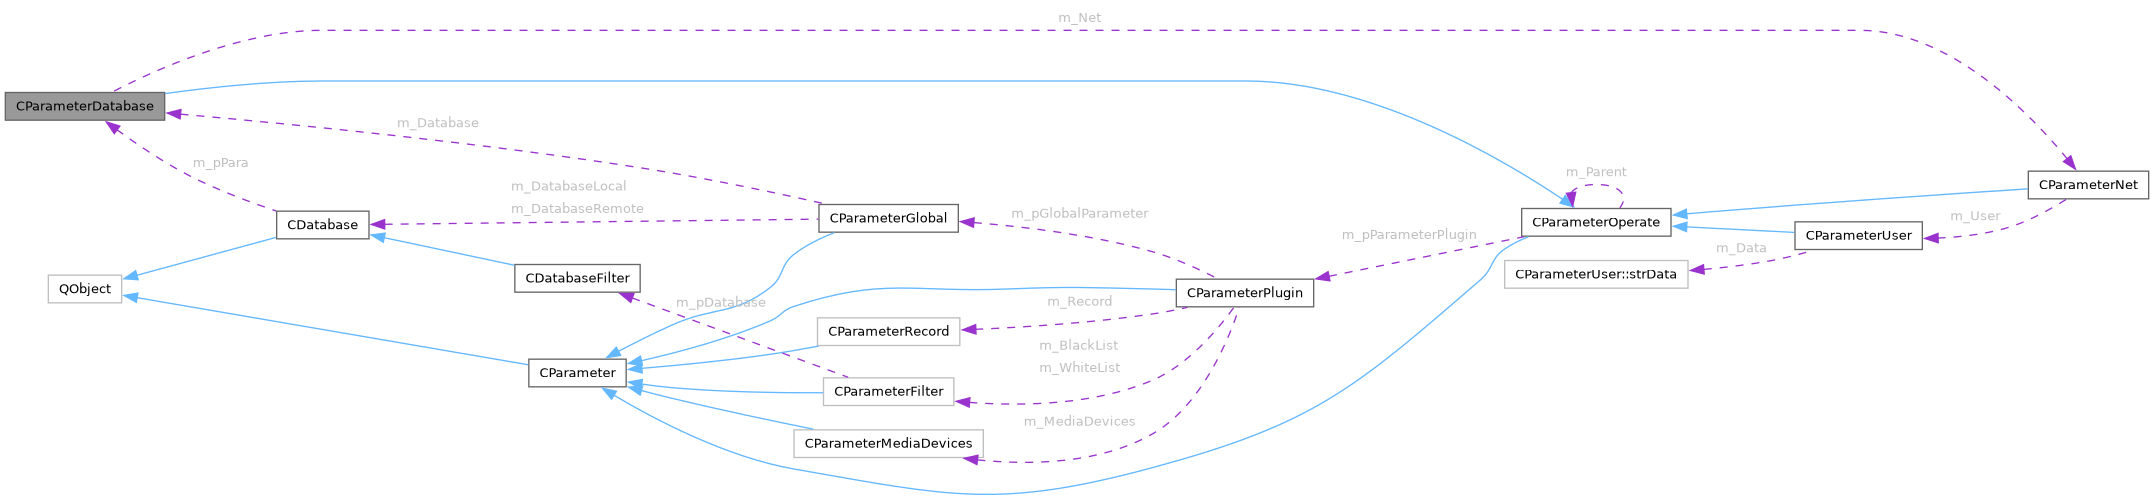 m_Net
CParameterDatabase
m_Database
m_pPara
m_Parent
CParameterNet
m_DatabaseLocal
m_DatabaseRemote
m_pGlobalParameter
CParameterGlobal
CDatabase
CParameterOperate
m_User
m_pParameterPlugin
CParameterUser
m_Data
CParameterUser::strData
CDatabaseFilter
QObject
CParameterPlugin
m_pDatabase
m_Record
CParameterRecord
m_BlackList
m_WhiteList
CParameter
CParameterFilter
m_MediaDevices
CParameterMediaDevices